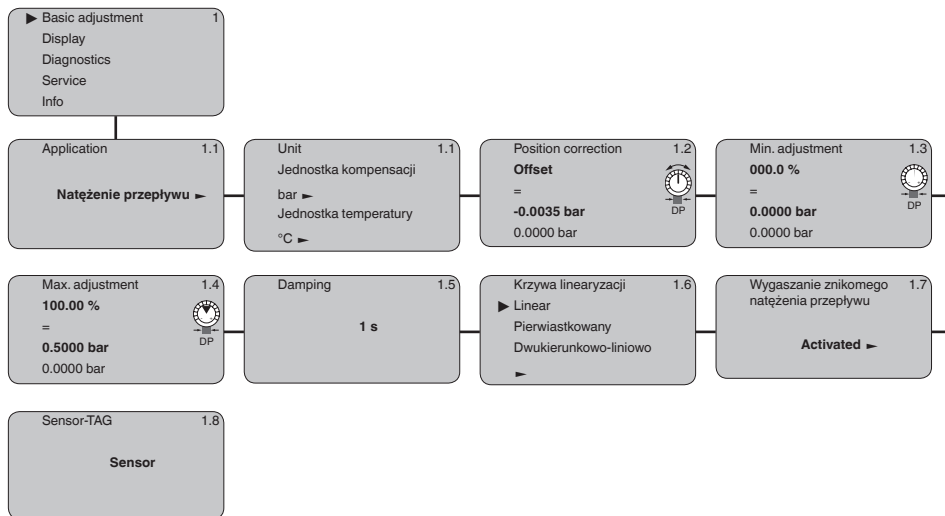 ▶ Basic adjustment 1
Display
Diagnostics
Service
Info
Application 1.1
Natężenie przepływu ►
Unit 1.1
Jednostka kompensacji
bar ►
Jednostka temperatury
°C ►
Position correction 1.2
Offset
=
-0.0035 bar
0.0000 bar
DP
Min. adjustment 1.3
000.0 %
=
0.0000 bar
0.0000 bar
DP
Max. adjustment 1.4
100.00 %
=
0.5000 bar
0.0000 bar
DP
Damping 1.5
1 s
Krzywa linearyzacji 1.6
▶ Linear
Pierwiastkowany
Dwukierunkowo-liniowo
►
Wygaszanie znikomego 1.7
natężenia przepływu
Activated ►
Sensor-TAG 1.8
Sensor